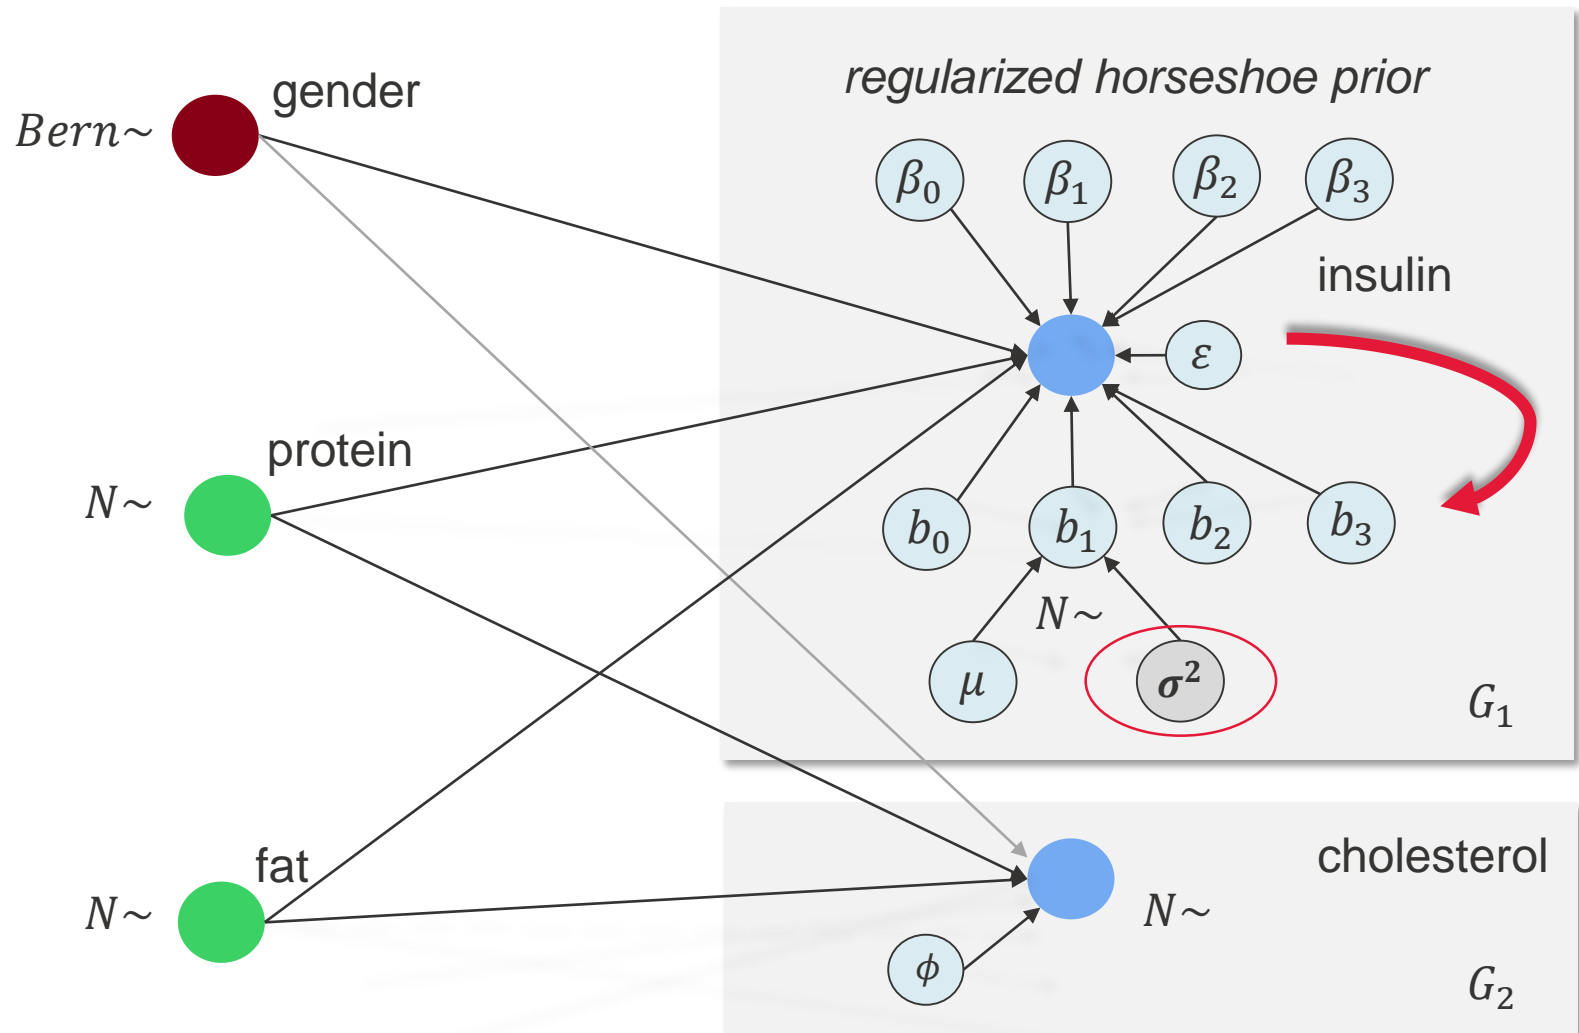 gender
Bern~
regularized horseshoe prior
β₀
β₁
β₂
β₃
insulin
ε
protein
N~
b₀
b₁
b₂
b₃
N~
μ
σ²
G₁
fat
N~
cholesterol
N~
ϕ
G₂